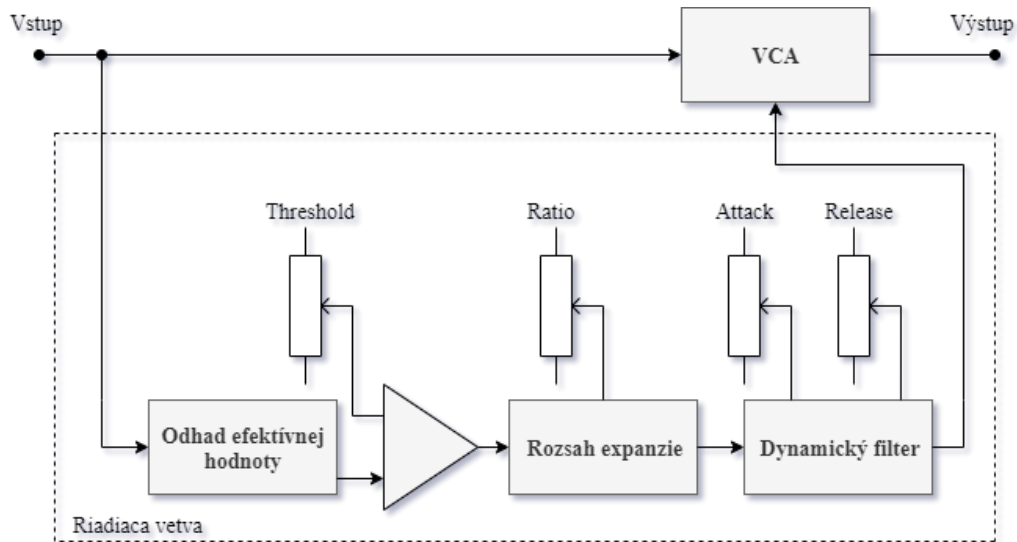 Vstup
Výstup
VCA
Threshold
Ratio
Attack
Release
Odhad efektívnej
hodnoty
Rozsah expanzie
Dynamický filter
Riadiaca vetva